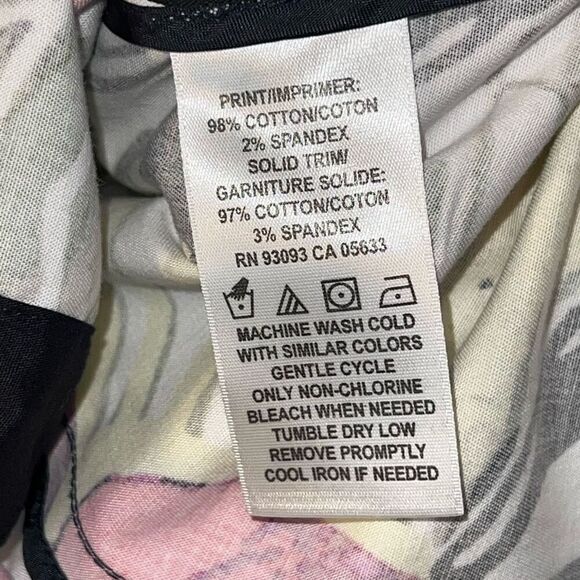 PRINT/IMPRIMER:
98% COTTON/COTON
2% SPANDEX
SOLID TRIM/
GARNITURE SOLIDE:
97% COTTON/COTON
3% SPANDEX
RN 93093 CA 05633
MACHINE WASH COLD
WITH SIMILAR COLORS
GENTLE CYCLE
ONLY NON-CHLORINE
BLEACH WHEN NEEDED
TUMBLE DRY LOW
REMOVE PROMPTLY
COOL IRON IF NEEDED